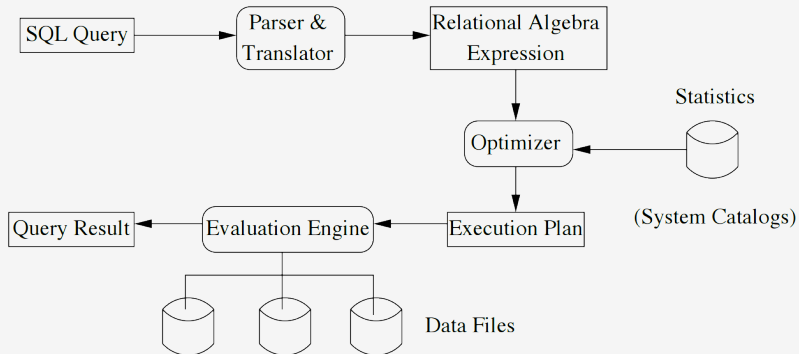 SQL Query
Parser &
Translator
Relational Algebra
Expression
Statistics
Optimizer
(System Catalogs)
Query Result
Evaluation Engine
Execution Plan
Data Files